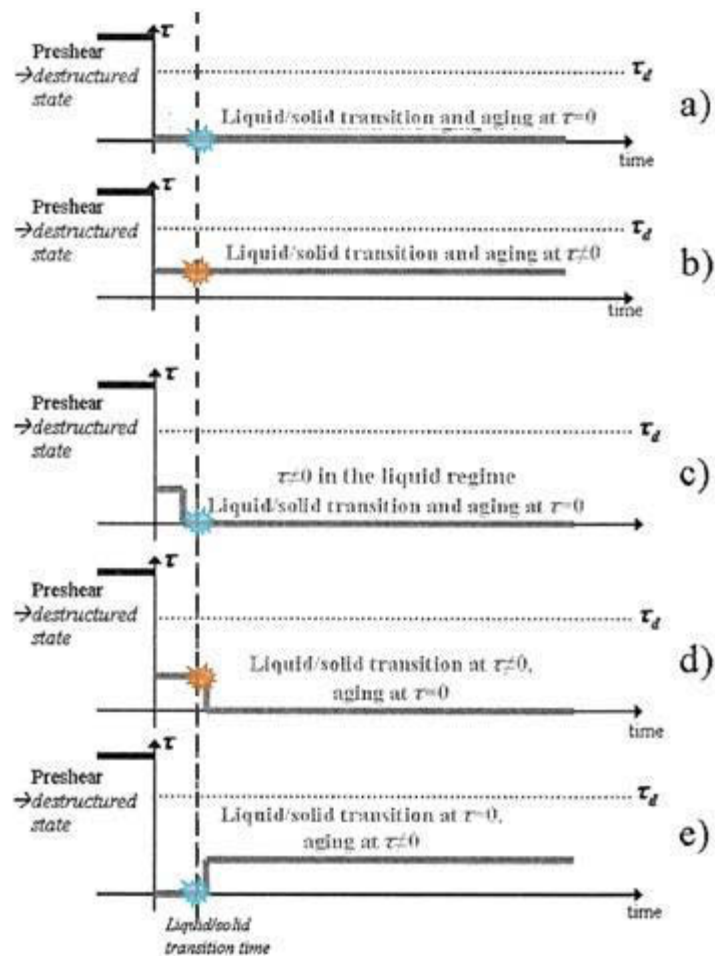 τ
Preshear
→destructured
state
τd
Liquid/solid transition and aging at τ=0
a)
time
τ
Preshear
→destructured
state
τd
Liquid/solid transition and aging at τ≠0
b)
time
τ
Preshear
→destructured
state
τd
τ≠0 in the liquid regime
Liquid/solid transition and aging at τ=0
c)
time
τ
Preshear
→destructured
state
τd
Liquid/solid transition at τ≠0,
aging at τ=0
d)
time
τ
Preshear
→destructured
state
τd
Liquid/solid transition at τ=0,
aging at τ≠0
e)
time
Liquid/solid
transition time